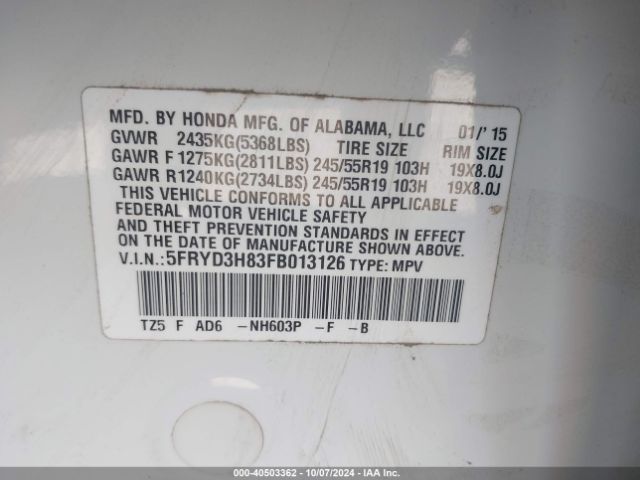 MFD. BY HONDA MFG. OF ALABAMA, LLC 01/'15
GVWR 2435KG(5368LBS) TIRE SIZE RIM SIZE
GAWR F1275KG(2811LBS) 245/55R19 103H 19X8.0J
GAWR R1240KG(2734LBS) 245/55R19 103H 19X8.0J
THIS VEHICLE CONFORMS TO ALL APPLICABLE
FEDERAL MOTOR VEHICLE SAFETY
AND THEFT PREVENTION STANDARDS IN EFFECT
ON THE DATE OF MANUFACTURE SHOWN ABOVE.
V.I.N.:5FRYD3H83FB013126 TYPE: MPV
TZ5 F AD6 -NH603P -F -B
000-40503362 - 10/07/2024 - IAA Inc.